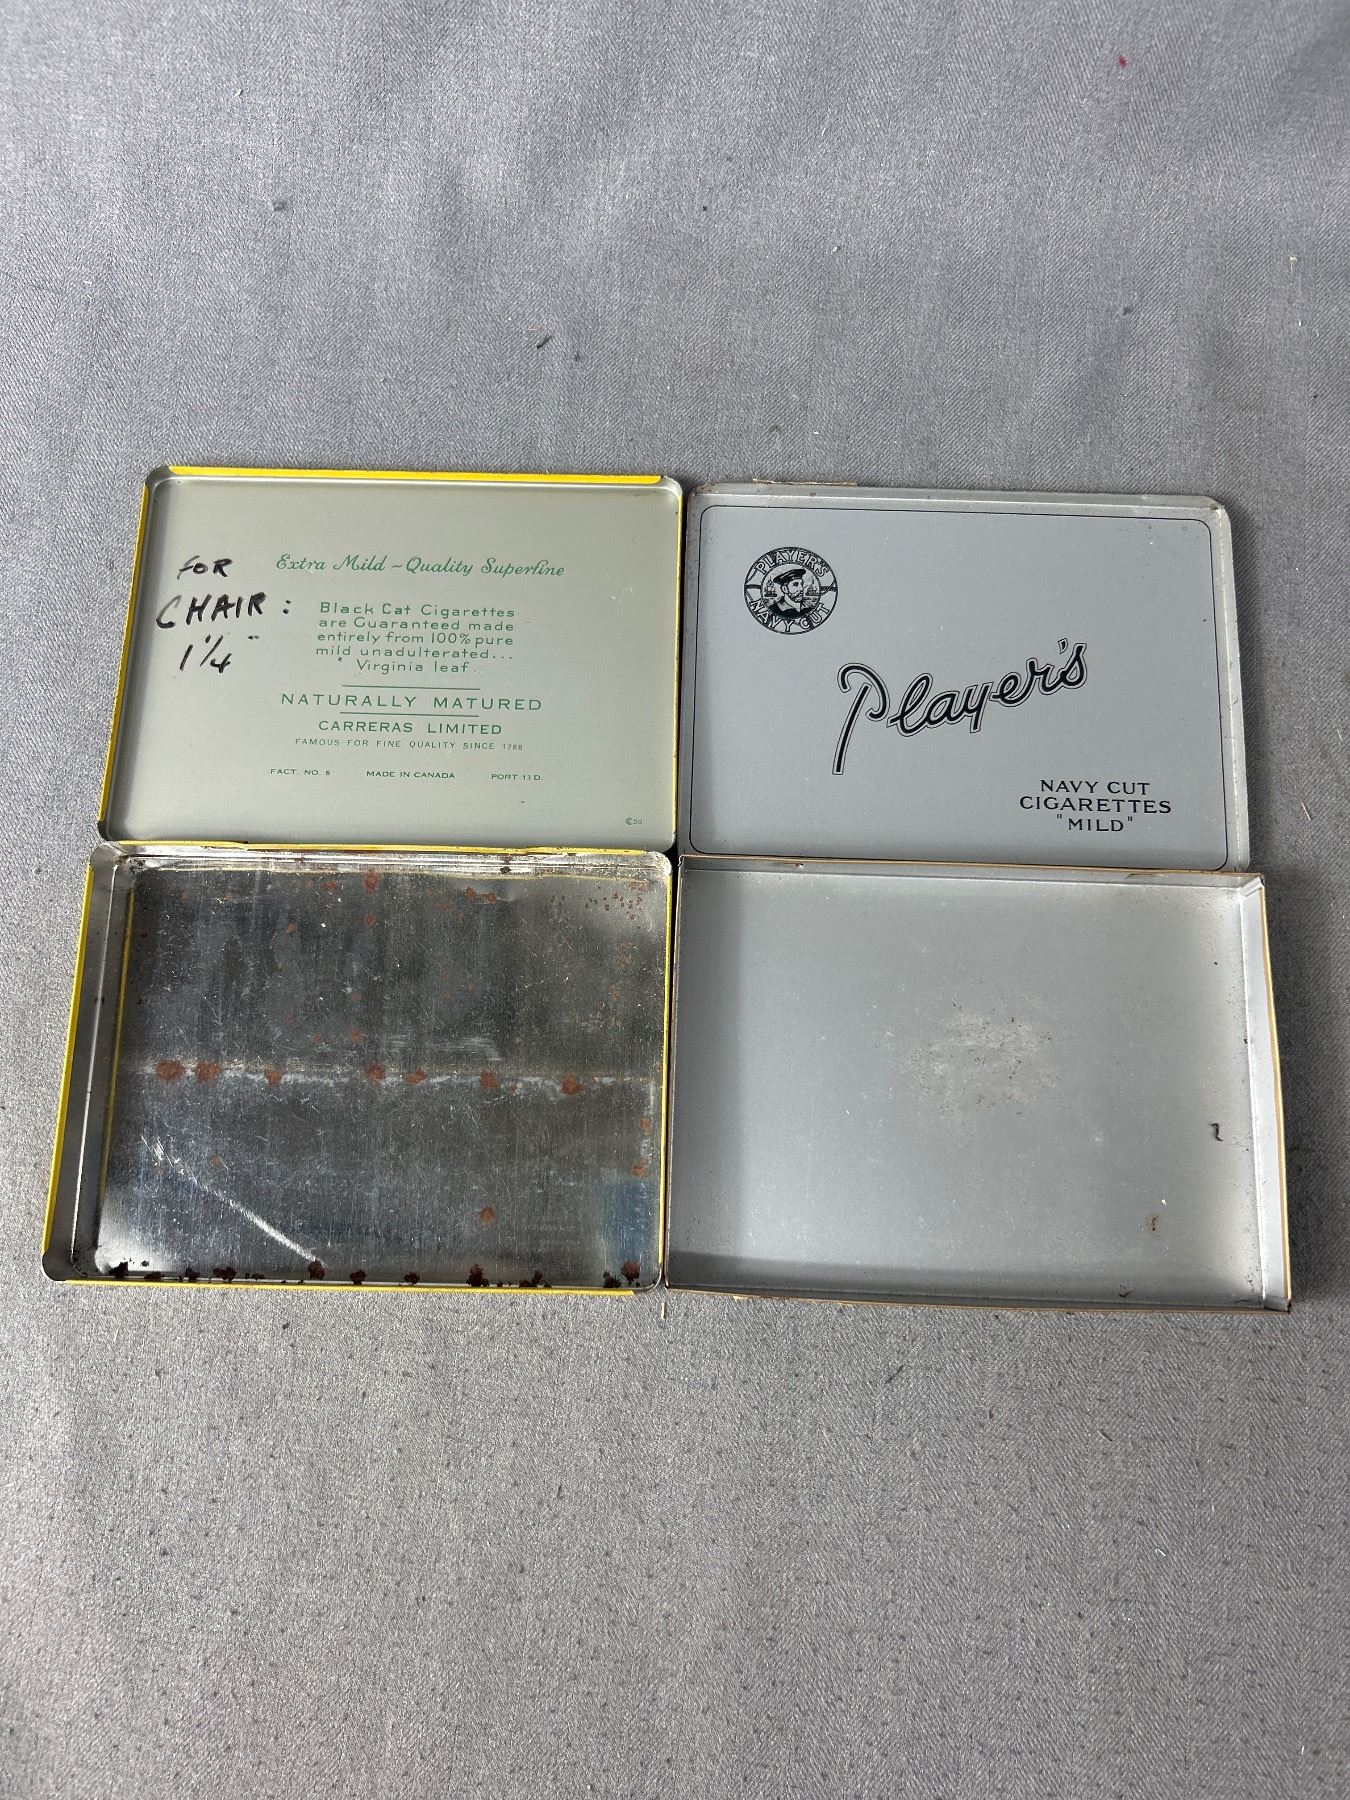 FOR
CHAIR:
1 1/4"
Extra Mild ~ Quality Superfine
Black Cat Cigarettes
are Guaranteed made
entirely from 100% pure
mild unadulterated...
Virginia leaf
NATURALLY MATURED
CARRERAS LIMITED
FAMOUS FOR FINE QUALITY SINCE 1788
FACT. NO. 6 MADE IN CANADA PORT 13 D.
PLAYER'S
NAVY CUT
Player's
NAVY CUT
CIGARETTES
"MILD"